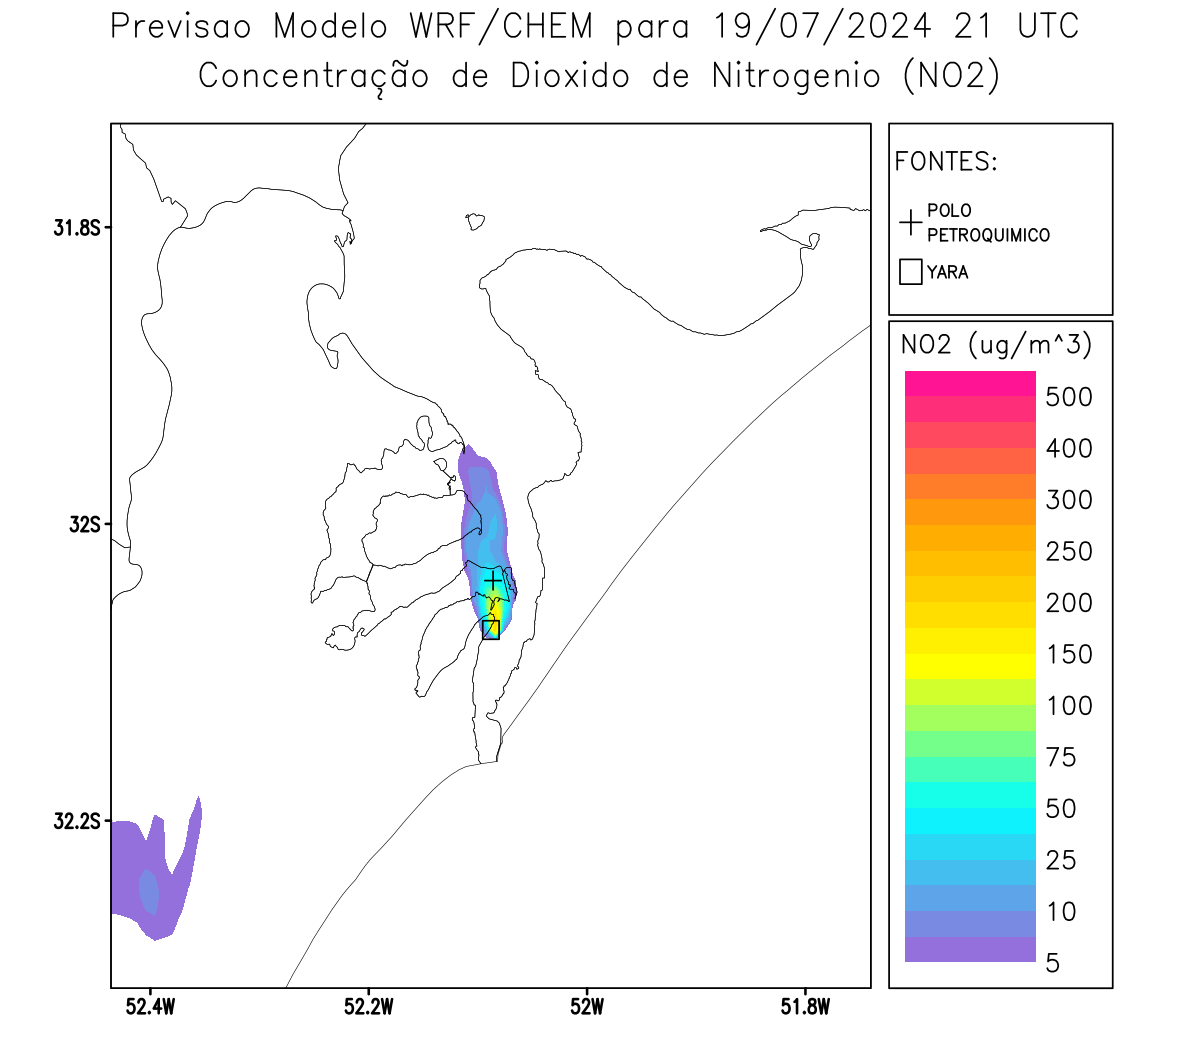 Previsao Modelo WRF/CHEM para 19/07/2024 21 UTC
Concentração de Dioxido de Nitrogenio (NO2)
FONTES:
POLO
PETROQUIMICO
YARA
NO2 (ug/m^3)
500
400
300
250
200
150
100
75
50
25
10
5
31.8S
32S
32.2S
52.4W
52.2W
52W
51.8W